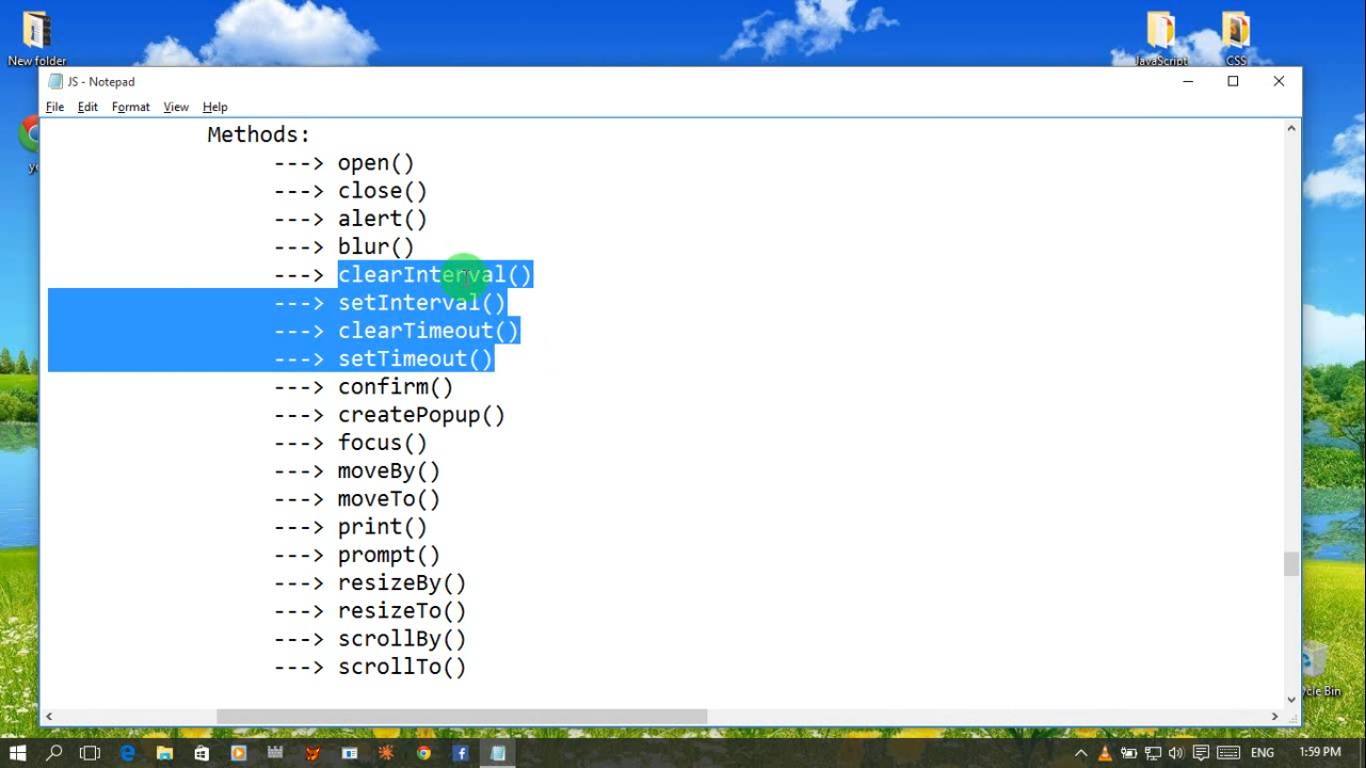 New folder
JavaScript
CSS
JS - Notepad
File Edit Format View Help
Methods:
---> open()
---> close()
---> alert()
---> blur()
---> clearInterval()
---> setInterval()
---> clearTimeout()
---> setTimeout()
---> confirm()
---> createPopup()
---> focus()
---> moveBy()
---> moveTo()
---> print()
---> prompt()
---> resizeBy()
---> resizeTo()
---> scrollBy()
---> scrollTo()
ycle Bin
ENG 1:59 PM